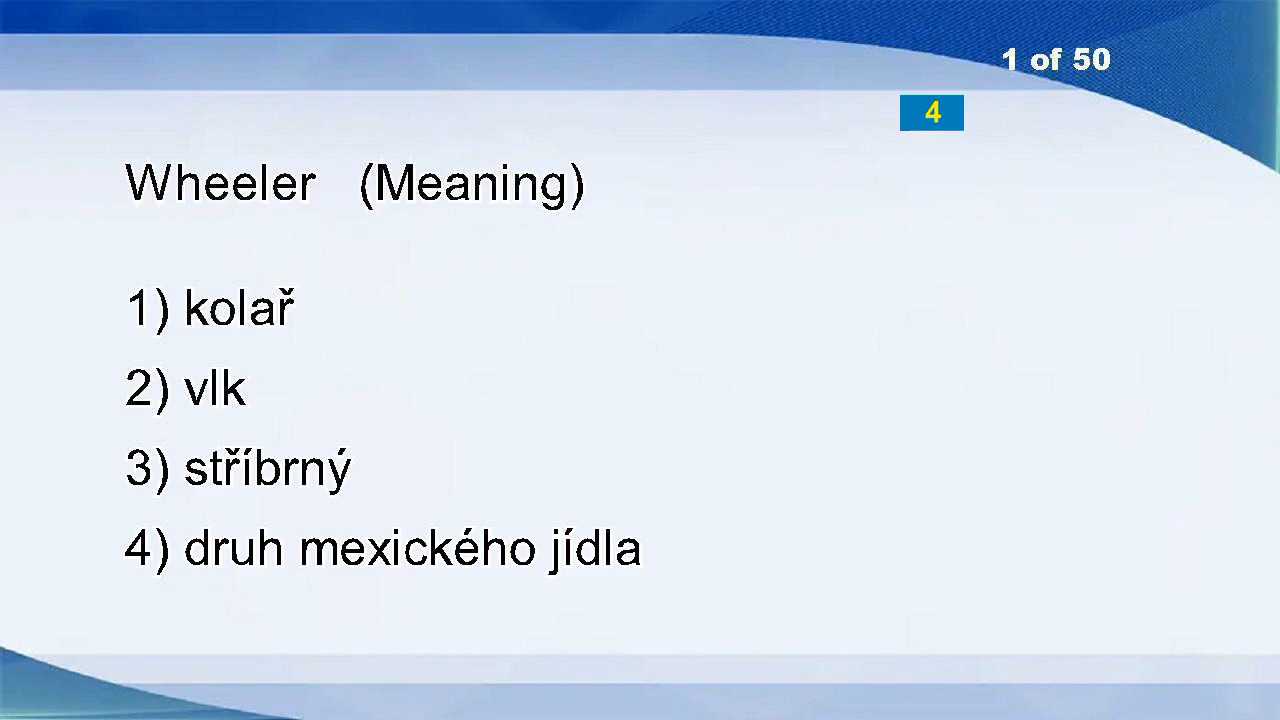 1 of 50
4
Wheeler (Meaning)
1) kolař
2) vlk
3) stříbrný
4) druh mexického jídla